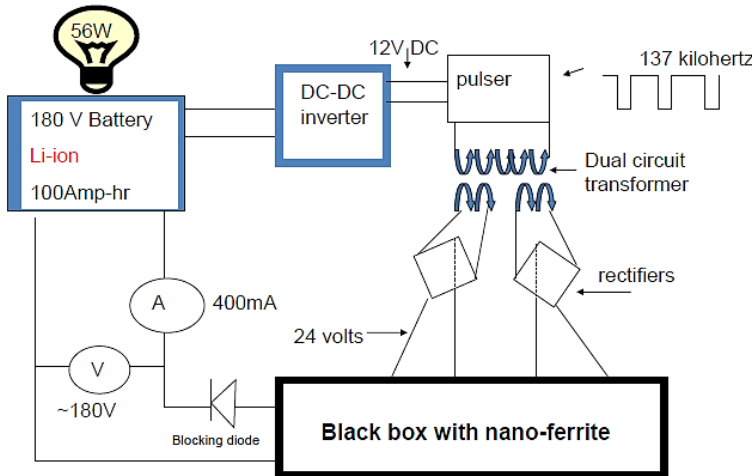 56W
180 V Battery
Li-ion
100Amp-hr
DC-DC
inverter
12V DC
pulser
137 kilohertz
Dual circuit
transformer
rectifiers
24 volts
A
400mA
V
~180V
Blocking diode
Black box with nano-ferrite